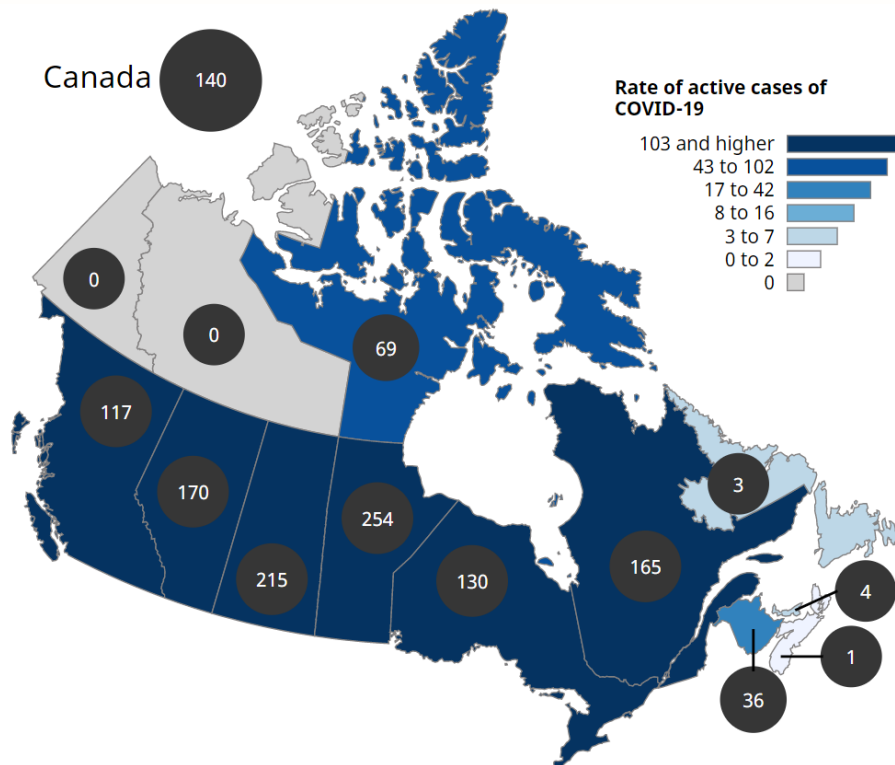 Canada 140
Rate of active cases of
COVID-19
103 and higher
43 to 102
17 to 42
8 to 16
3 to 7
0 to 2
0
0
0
69
117
170
254
3
215
130
165
4
1
36